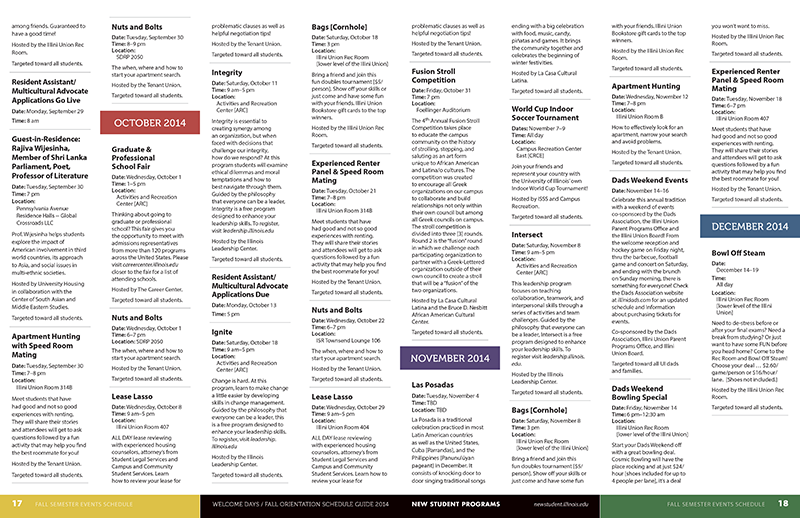 among friends. Guaranteed to
have a good time!
Hosted by the Illini Union Rec
Room.
Targeted toward all students.
Resident Assistant/
Multicultural Advocate
Applications Go Live
Date: Monday, September 29
Time: 8 am
Guest-in-Residence:
Rajiva Wijesinha,
Member of Shri Lanka
Parliament, Poet,
Professor of Literature
Date: Tuesday, September 30
Time: 7 pm
Location:
Pennsylvania Avenue
Residence Halls – Global
Crossroads LLC
Prof. Wijesinha helps students
explore the impact of
American involvement in third
world countries, its approach
to Asia, and social issues in
multi-ethnic societies.
Hosted by University Housing
in collaboration with the
Center of South Asian and
Middle Eastern Studies.
Targeted toward all students.
Apartment Hunting
with Speed Room
Mating
Date: Tuesday, September 30
Time: 7–8 pm
Location:
Illini Union Room 314B
Meet students that have
had good and not so good
experiences with renting.
They will share their stories
and attendees will get to ask
questions followed by a fun
activity that may help you find
the best roommate for you!
Hosted by the Tenant Union.
Targeted toward all students.
Nuts and Bolts
Date: Tuesday, September 30
Time: 8–9 pm
Location:
SDRP 2050
The when, where and how to
start your apartment search.
Hosted by the Tenant Union.
Targeted toward all students.
OCTOBER 2014
Graduate &
Professional
School Fair
Date: Wednesday, October 1
Time: 1–5 pm
Location:
Activities and Recreation
Center [ARC]
Thinking about going to
graduate or professional
school? This fair gives you
the opportunity to meet with
admissions representatives
from more than 120 programs
across the United States. Please
visit careercenter.illinois.edu
closer to the fair for a list of
attending schools.
Hosted by The Career Center.
Targeted toward all students.
Nuts and Bolts
Date: Wednesday, October 1
Time: 6–7 pm
Location: SDRP 2050
The when, where and how to
start your apartment search.
Hosted by the Tenant Union.
Targeted toward all students.
Lease Lasso
Date: Wednesday, October 8
Time: 9 am–5 pm
Location:
Illini Union Room 407
ALL DAY lease reviewing
with experienced housing
counselors, attorney's from
Student Legal Services and
Campus and Community
Student Services. Learn
how to review your lease for
problematic clauses as well as
helpful negotiation tips!
Hosted by the Tenant Union.
Targeted toward all students.
Integrity
Date: Saturday, October 11
Time: 9 am–5 pm
Location:
Activities and Recreation
Center [ARC]
Integrity is essential to
creating synergy among
an organization, but when
faced with decisions that
challenge our integrity,
how do we respond? At this
program students will examine
ethical dilemmas and moral
temptations and how to
best navigate through them.
Guided by the philosophy
that everyone can be a leader,
Integrity is a free program
designed to enhance your
leadership skills. To register,
visit leadership.illinois.edu
Hosted by the Illinois
Leadership Center.
Targeted toward all students.
Resident Assistant/
Multicultural Advocate
Applications Due
Date: Monday, October 13
Time: 5 pm
Ignite
Date: Saturday, October 18
Time: 9 am–5 pm
Location:
Activities and Recreation
Center [ARC]
Change is hard. At this
program, learn to make change
a little easier by developing
skills in change management.
Guided by the philosophy that
everyone can be a leader, this
is a free program designed to
enhance your leadership skills.
To register, visit leadership.
illinois.edu
Hosted by the Illinois
Leadership Center.
Targeted toward all students.
Bags [Cornhole]
Date: Saturday, October 18
Time: 3 pm
Location:
Illini Union Rec Room
[lower level of the Illini Union]
Bring a friend and join this
fun doubles tournament [$5/
person]. Show off your skills or
just come and have some fun
with your friends. Illini Union
Bookstore gift cards to the top
winners.
Hosted by the Illini Union Rec
Room.
Targeted toward all students.
Experienced Renter
Panel & Speed Room
Mating
Date: Tuesday, October 21
Time: 7–8 pm
Location:
Illini Union Room 314B
Meet students that have
had good and not so good
experiences with renting.
They will share their stories
and attendees will get to ask
questions followed by a fun
activity that may help you find
the best roommate for you!
Hosted by the Tenant Union.
Targeted toward all students.
Nuts and Bolts
Date: Wednesday, October 22
Time: 6–7 pm
Location:
ISR Townsend Lounge 106
The when, where and how to
start your apartment search.
Hosted by the Tenant Union.
Targeted toward all students.
Lease Lasso
Date: Wednesday, October 29
Time: 9 am–5 pm
Location:
Illini Union Room 404
ALL DAY lease reviewing
with experienced housing
counselors, attorney's from
Student Legal Services and
Campus and Community
Student Services. Learn
how to review your lease for
problematic clauses as well as
helpful negotiation tips!
Hosted by the Tenant Union.
Targeted toward all students.
Fusion Stroll
Competition
Date: Friday, October 31
Time: 7 pm
Location:
Foellinger Auditorium
The 4th Annual Fusion Stroll
Competition takes place
to educate the campus
community on the history
of strolling, stepping, and
saluting as an art form
unique to African American
and Latina/o cultures. The
competition was created
to encourage all Greek
organizations on our campus
to collaborate and build
relationships not only within
their own council but among
all Greek councils on campus.
The stroll competition is
divided into three [3] rounds.
Round 2 is the "fusion" round
in which we challenge each
participating organization to
partner with a Greek-Lettered
organization outside of their
own council to create a stroll
that will be a "fusion" of the
two organizations.
Hosted by La Casa Cultural
Latina and the Bruce D. Nesbitt
African American Cultural
Center.
Targeted toward all students.
NOVEMBER 2014
Las Posadas
Date: Tuesday, November 4
Time: TBD
Location: TBD
La Posada is a traditional
celebration practiced in most
Latin American countries
as well as the United States,
Cuba [Parrandas], and the
Philippines [Panunulúyan
pageant] in December. It
consists of knocking door to
door singing traditional songs
ending with a big celebration
with food, music, candy,
piñatas and games. It brings
the community together and
celebrates the beginning of
winter festivities.
Hosted by La Casa Cultural
Latina.
Targeted toward all students.
World Cup Indoor
Soccer Tournament
Dates: November 7–9
Time: All day
Location:
Campus Recreation Center
East [CRCE]
Join your friends and
represent your country with
the University of Illinois' own
Indoor World Cup Tournament!
Hosted by ISSS and Campus
Recreation.
Targeted toward all students.
Intersect
Date: Saturday, November 8
Time: 9 am–5 pm
Location:
Activities and Recreation
Center [ARC]
This leadership program
focuses on teaching
collaboration, teamwork, and
interpersonal skills through a
series of activities and team
challenges. Guided by the
philosophy that everyone can
be a leader, Intersect is a free
program designed to enhance
your leadership skills. To
register visit leadership.illinois.
edu.
Hosted by the Illinois
Leadership Center.
Targeted toward all students.
Bags [Cornhole]
Date: Saturday, November 8
Time: 3 pm
Location:
Illini Union Rec Room
[lower level of the Illini Union]
Bring a friend and join this
fun doubles tournament [$5/
person]. Show off your skills or
just come and have some fun
with your friends. Illini Union
Bookstore gift cards to the top
winners.
Hosted by the Illini Union Rec
Room.
Targeted toward all students.
Apartment Hunting
Date: Wednesday, November 12
Time: 7–8 pm
Location:
Illini Union Room B
How to effectively look for an
apartment, narrow your search
and avoid problems.
Hosted by the Tenant Union.
Targeted toward all students.
Dads Weekend Events
Date: November 14–16
Celebrate this annual tradition
with a weekend of events
co-sponsored by the Dads
Association, the Illini Union
Parent Programs Office and
the Illini Union Board! From
the welcome reception and
hockey game on Friday night,
thru the barbecue, football
game and concert on Saturday,
and ending with the brunch
on Sunday morning, there is
something for everyone! Check
the Dads Association website
at illinidads.com for an updated
schedule and information
about purchasing tickets for
events.
Co-sponsored by the Dads
Association, Illini Union Parent
Programs Office, and Illini
Union Board.
Targeted toward all UI dads
and families.
Dads Weekend
Bowling Special
Date: Friday, November 14
Time: 6 pm–12:30 am
Location:
Illini Union Rec Room
[lower level of the Illini Union]
Start your Dads Weekend off
with a great bowling deal.
Cosmic Bowling will have the
place rocking and at just $24/
hour (shoes included for up to
4 people per lane), it's a deal
you won't want to miss.
Hosted by the Illini Union Rec
Room.
Targeted toward all students.
Experienced Renter
Panel & Speed Room
Mating
Date: Tuesday, November 18
Time: 6–7 pm
Location:
Illini Union Room 407
Meet students that have
had good and not so good
experiences with renting.
They will share their stories
and attendees will get to ask
questions followed by a fun
activity that may help you find
the best roommate for you!
Hosted by the Tenant Union.
Targeted toward all students.
DECEMBER 2014
Bowl Off Steam
Date:
December 14–19
Time:
All day
Location:
Illini Union Rec Room
[lower level of the Illini
Union]
Need to de-stress before or
after your final exams? Need a
break from studying? Or just
want to have some FUN before
you head home? Come to the
Rec Room and Bowl Off Steam!
Choose your deal … $2.60/
game/person or $16/hour/
lane. [Shoes not included.]
Hosted by the Illini Union Rec
Room.
Targeted toward all students.
17 FALL SEMESTER EVENTS SCHEDULE
WELCOME DAYS / FALL ORIENTATION SCHEDULE GUIDE 2014
NEW STUDENT PROGRAMS newstudent.illinois.edu
FALL SEMESTER EVENTS SCHEDULE 18